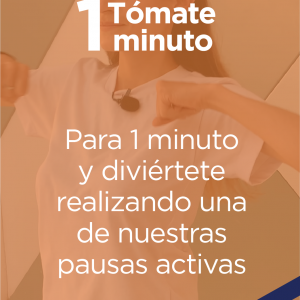 1 Tómate
minuto
Para 1 minuto
y diviértete
realizando una
de nuestras
pausas activas